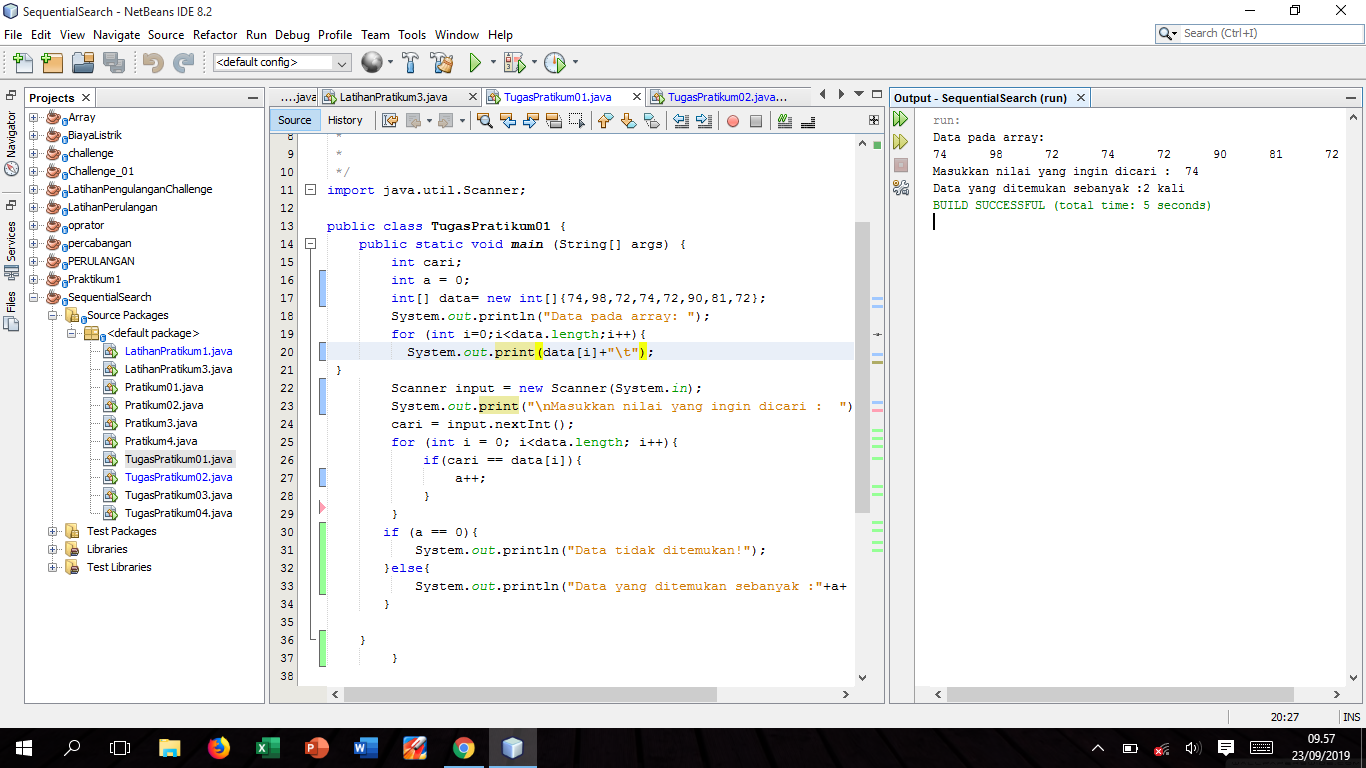 SequentialSearch - NetBeans IDE 8.2
File Edit View Navigate Source Refactor Run Debug Profile Team Tools Window Help
Search (Ctrl+I)
<default config>
Navigator
Services
Files
Projects
Array
BiayaListrik
challenge
Challenge_01
LatihanPengulanganChallenge
LatihanPerulangan
oprator
percabangan
PERULANGAN
Praktikum1
SequentialSearch
Source Packages
<default package>
LatihanPratikum1.java
LatihanPratikum3.java
Pratikum01.java
Pratikum02.java
Pratikum3.java
Pratikum4.java
TugasPratikum01.java
TugasPratikum02.java
TugasPratikum03.java
TugasPratikum04.java
Test Packages
Libraries
Test Libraries
....java LatihanPratikum3.java TugasPratikum01.java TugasPratikum02.java...
Source History
8 *
9 *
10 */
11 import java.util.Scanner;
12
13 public class TugasPratikum01 {
14 public static void main (String[] args) {
15 int cari;
16 int a = 0;
17 int[] data= new int[]{74,98,72,74,72,90,81,72};
18 System.out.println("Data pada array: ");
19 for (int i=0;i<data.length;i++){
20 System.out.print(data[i]+"\t");
21 }
22 Scanner input = new Scanner(System.in);
23 System.out.print("\nMasukkan nilai yang ingin dicari :  ")
24 cari = input.nextInt();
25 for (int i = 0; i<data.length; i++){
26 if(cari == data[i]){
27 a++;
28 }
29 }
30 if (a == 0){
31 System.out.println("Data tidak ditemukan!");
32 }else{
33 System.out.println("Data yang ditemukan sebanyak :"+a+
34 }
35
36 }
37 }
38
Output - SequentialSearch (run)
run:
Data pada array:
74 98 72 74 72 90 81 72
Masukkan nilai yang ingin dicari :  74
Data yang ditemukan sebanyak :2 kali
BUILD SUCCESSFUL (total time: 5 seconds)
20:27 INS
09.57
23/09/2019